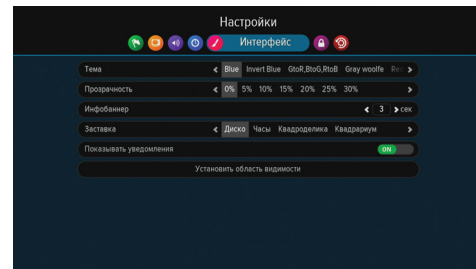 Настройки
Интерфейс
Тема Blue Invert Blue GtoR,BtoG,RtoB Gray woolfe
Прозрачность 0% 5% 10% 15% 20% 25% 30%
Инфобаннер 3 сек
Заставка Диско Часы Квадроделика Квадрариум
Показывать уведомления ON
Установить область видимости